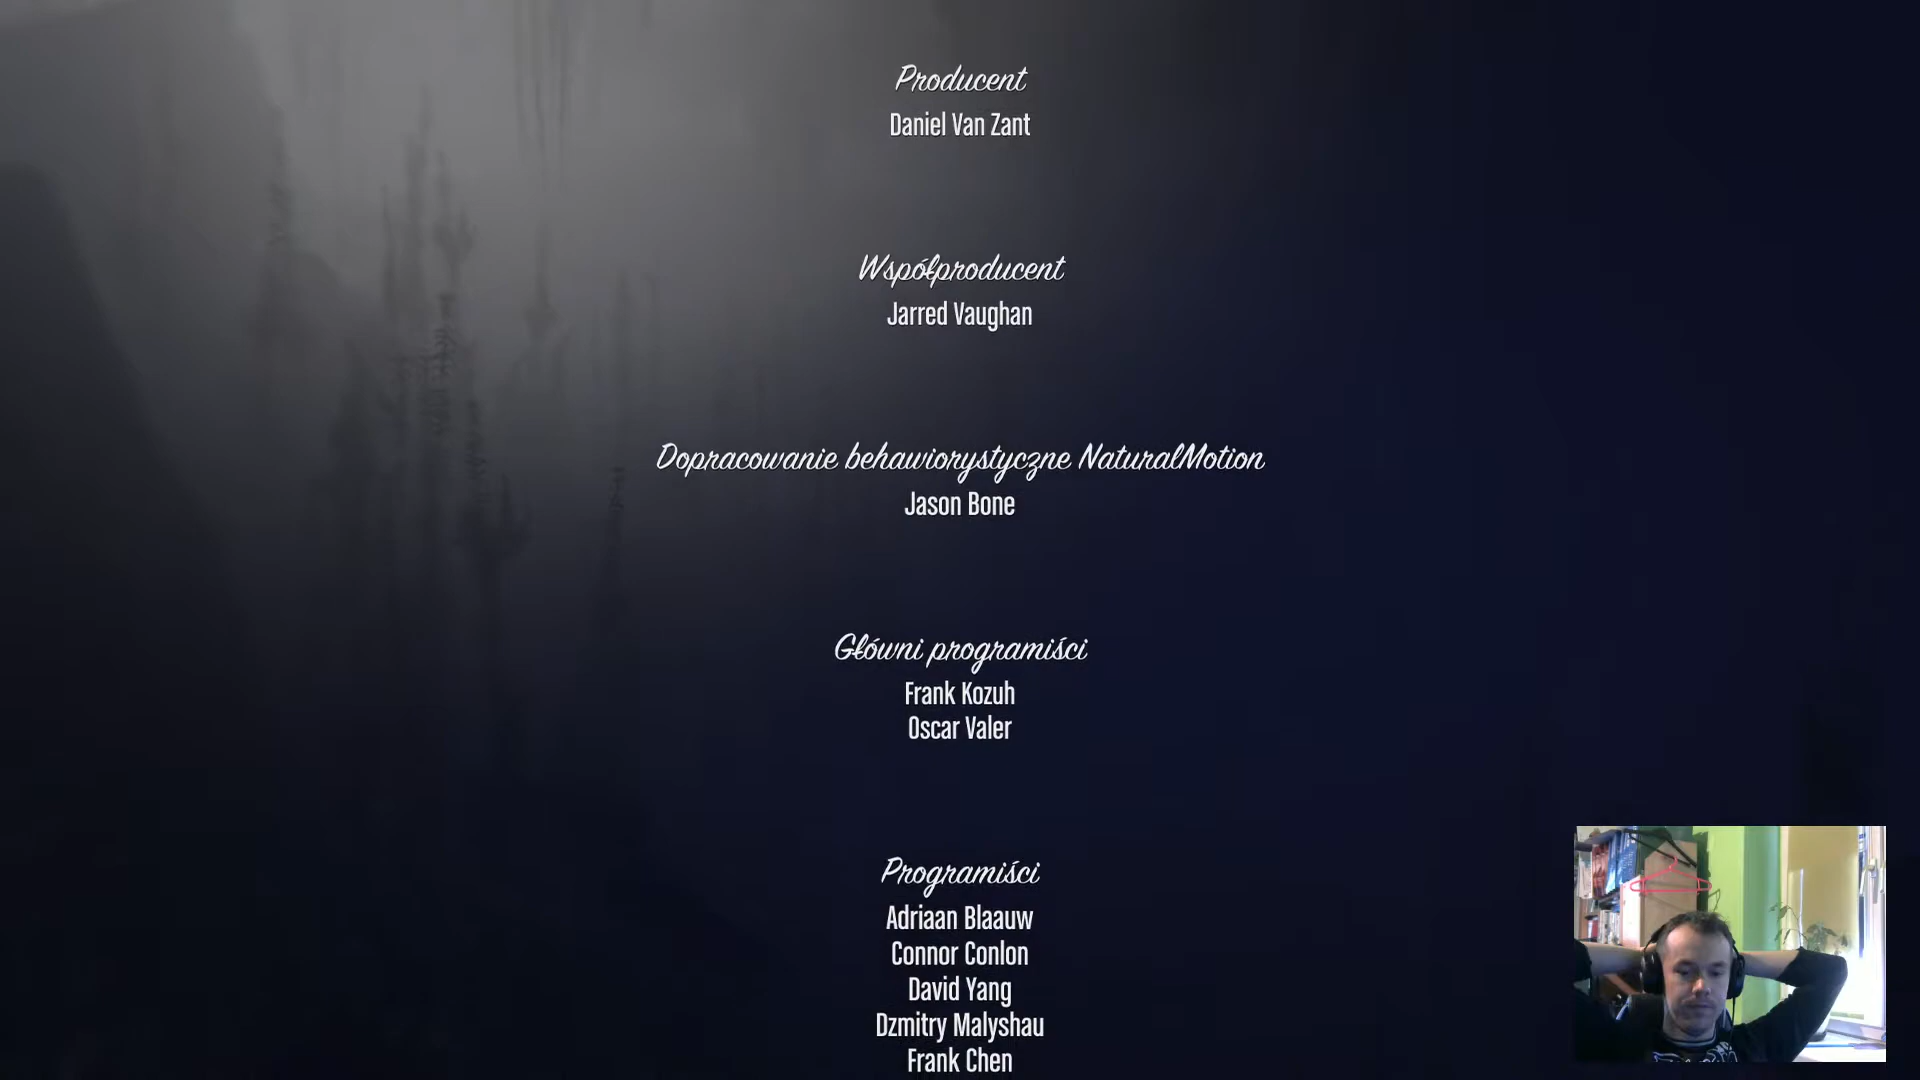 Producent
Daniel Van Zant
Współproducent
Jarred Vaughan
Dopracowanie behawiorystyczne NaturalMotion
Jason Bone
Główni programiści
Frank Kozuh
Oscar Valer
Programiści
Adriaan Blaauw
Connor Conlon
David Yang
Dzmitry Malyshau
Frank Chen